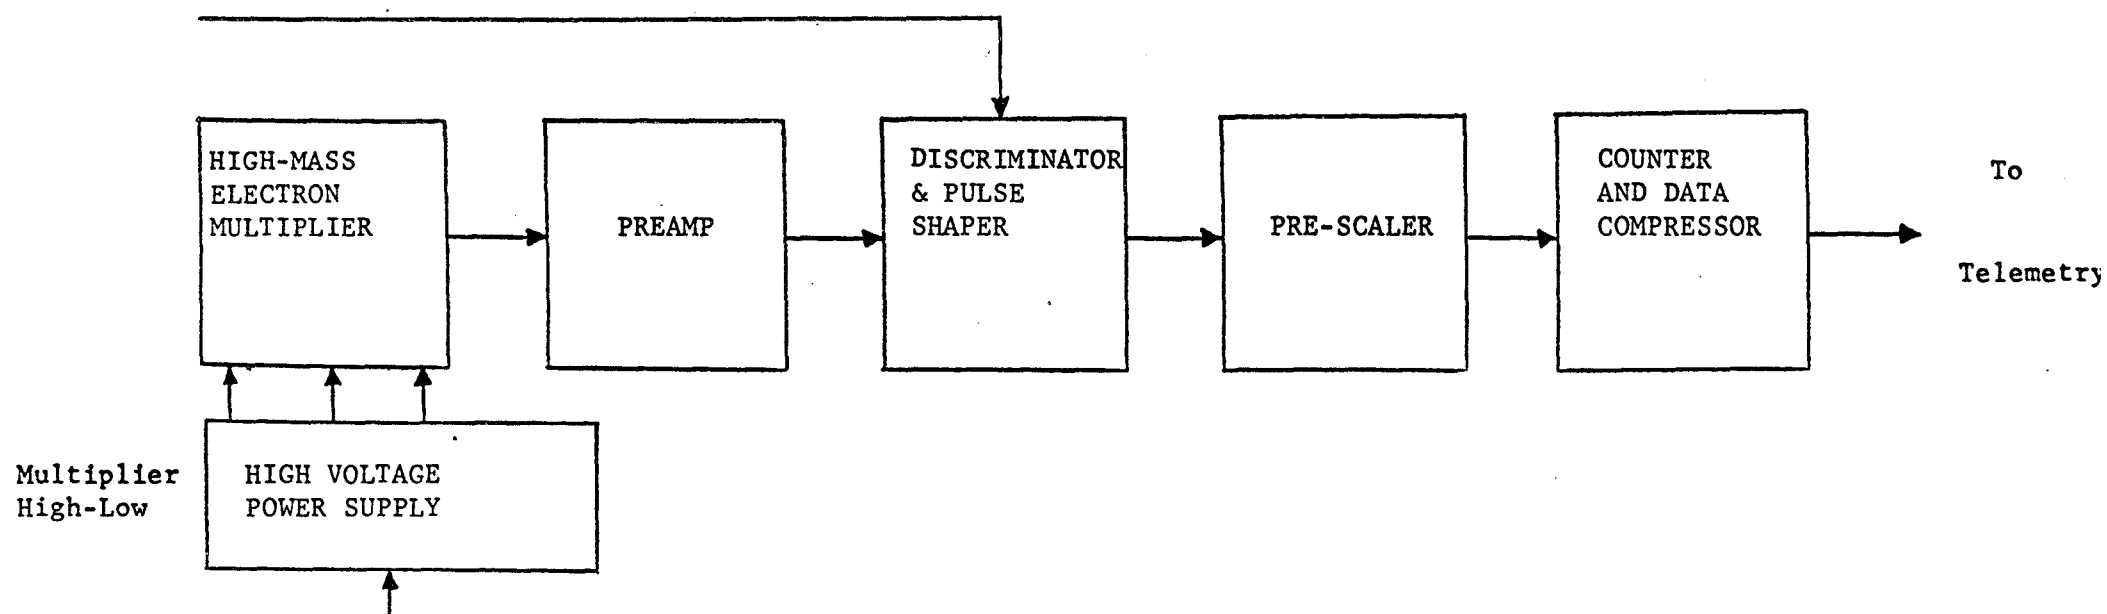 HIGH-MASS
ELECTRON
MULTIPLIER
PREAMP
DISCRIMINATOR
& PULSE
SHAPER
PRE-SCALER
COUNTER
AND DATA
COMPRESSOR
To
Telemetry
Multiplier
High-Low
HIGH VOLTAGE
POWER SUPPLY